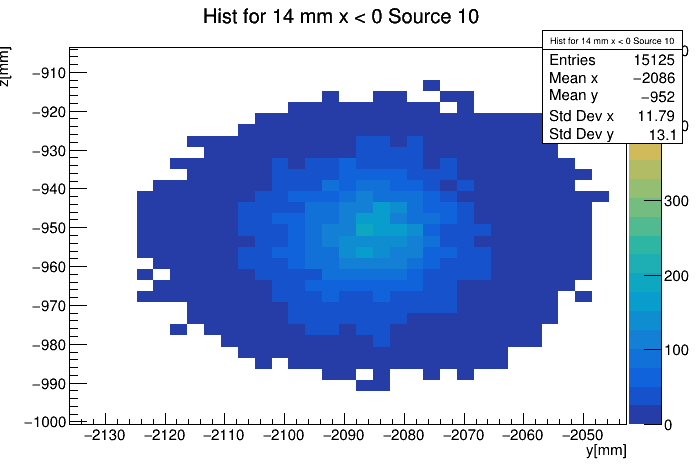 Hist for 14 mm x < 0 Source 10
Hist for 14 mm x < 0 Source 10
Entries 15125
Mean x −2086
Mean y −952
Std Dev x 11.79
Std Dev y 13.1
z[mm]
−910
−920
−930
−940
−950
−960
−970
−980
−990
−1000
−2130 −2120 −2110 −2100 −2090 −2080 −2070 −2060 −2050
y[mm]
0
0
300
200
100
0